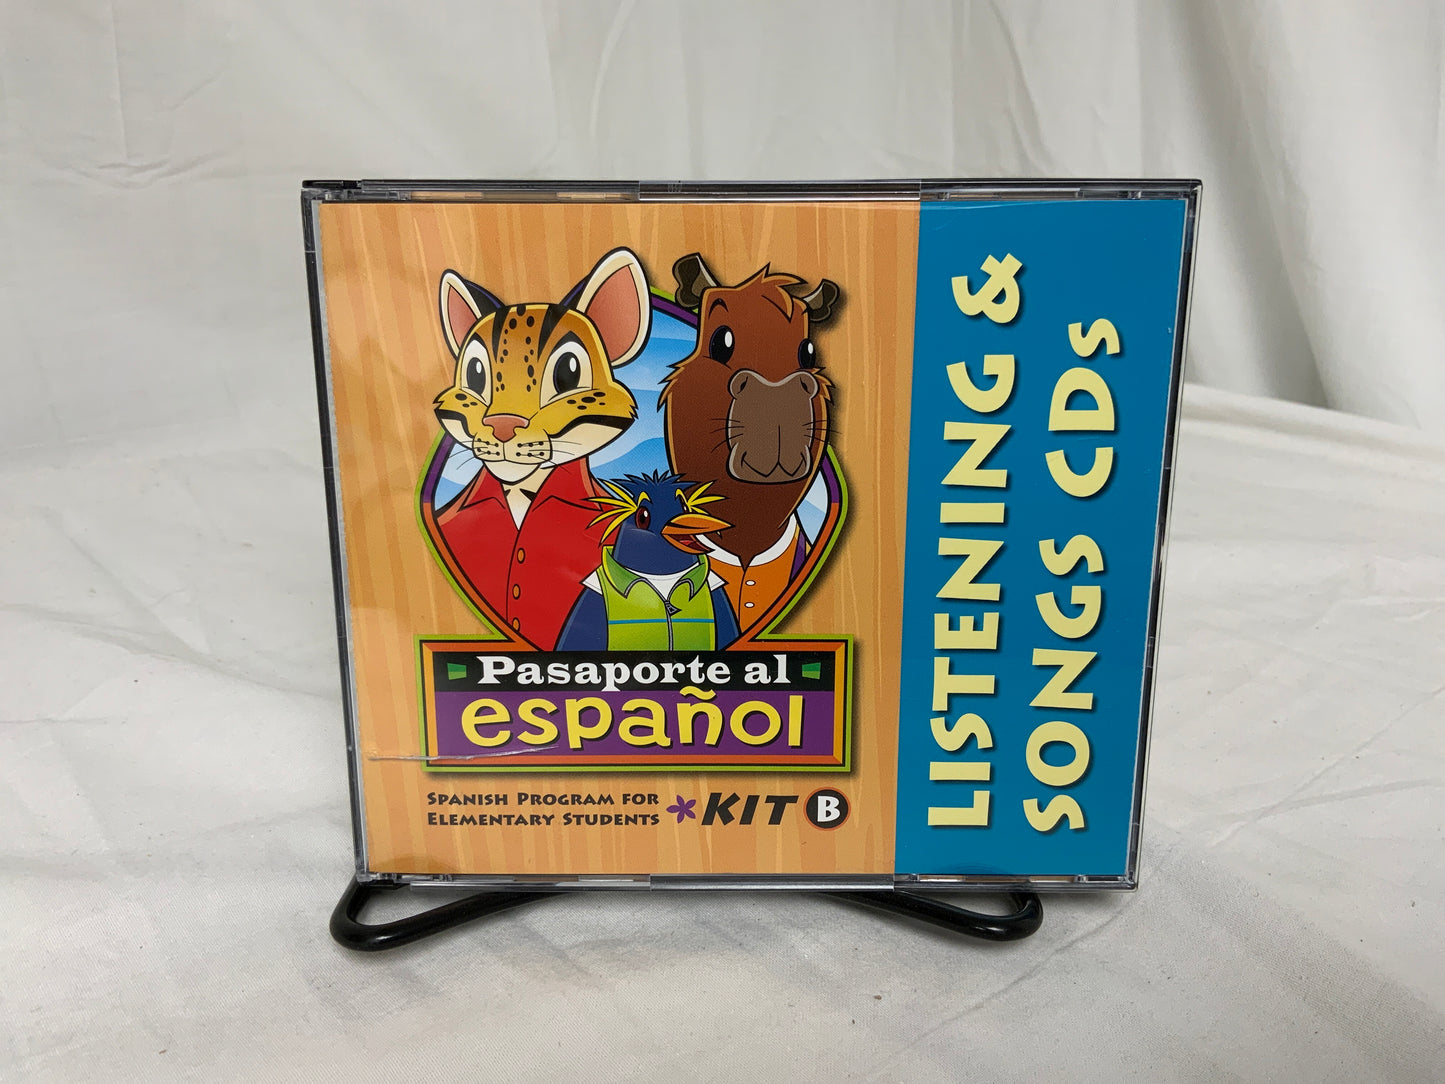 Pasaporte al
español
SPANISH PROGRAM FOR
ELEMENTARY STUDENTS
KIT B
LISTENING &
SONGS CDs